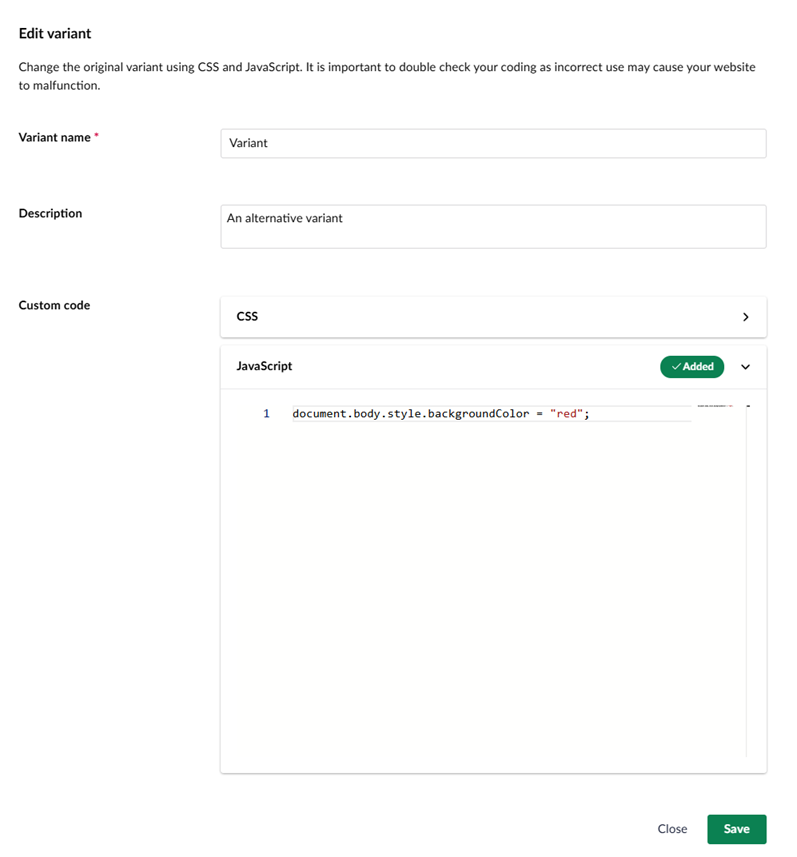 Edit variant
Change the original variant using CSS and JavaScript. It is important to double check your coding as incorrect use may cause your website
to malfunction.
Variant name *
Variant
Description
An alternative variant
Custom code
CSS
JavaScript
Added
1 document.body.style.backgroundColor = "red";
Close
Save